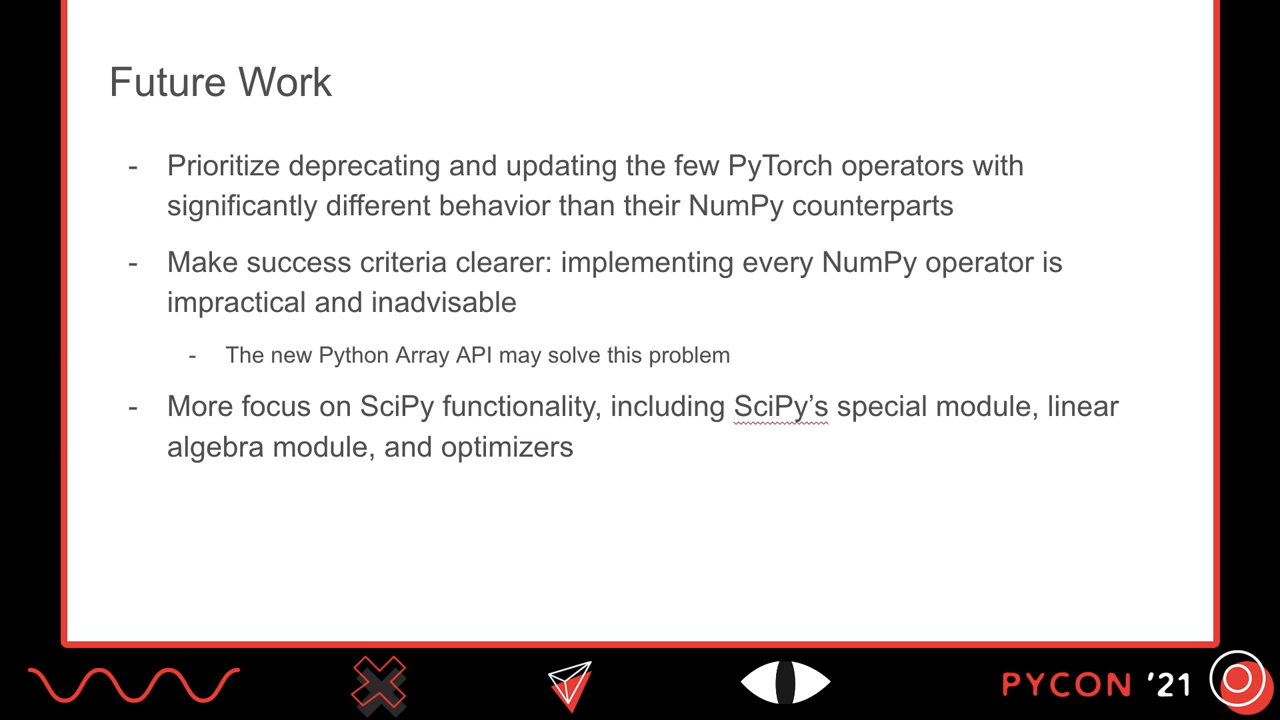 Future Work
- Prioritize deprecating and updating the few PyTorch operators with
significantly different behavior than their NumPy counterparts
- Make success criteria clearer: implementing every NumPy operator is
impractical and inadvisable
- The new Python Array API may solve this problem
- More focus on SciPy functionality, including SciPy’s special module, linear
algebra module, and optimizers
PYCON ’21